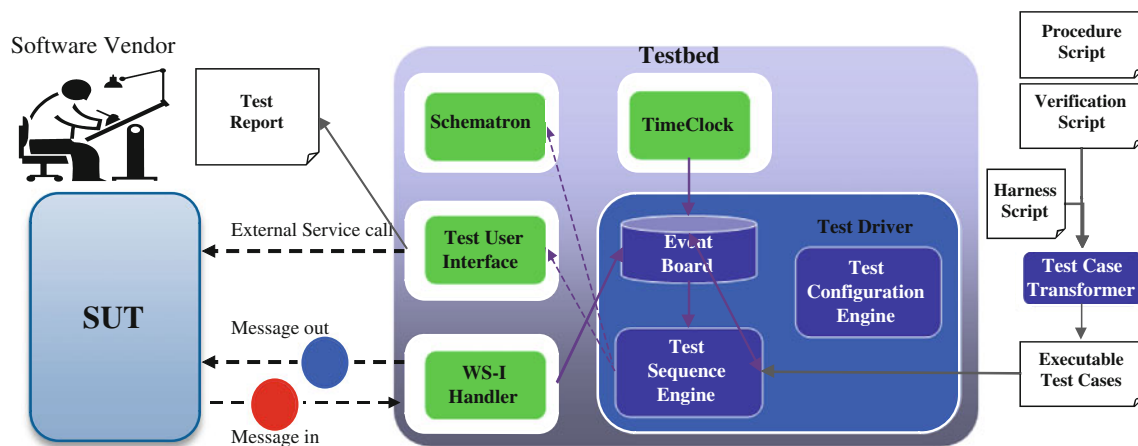 Software Vendor
Test
Report
SUT
External Service call
Message out
Message in
Testbed
Schematron
TimeClock
Test User
Interface
WS-I
Handler
Test Driver
Event
Board
Test
Configuration
Engine
Test
Sequence
Engine
Procedure
Script
Verification
Script
Harness
Script
Test Case
Transformer
Executable
Test Cases